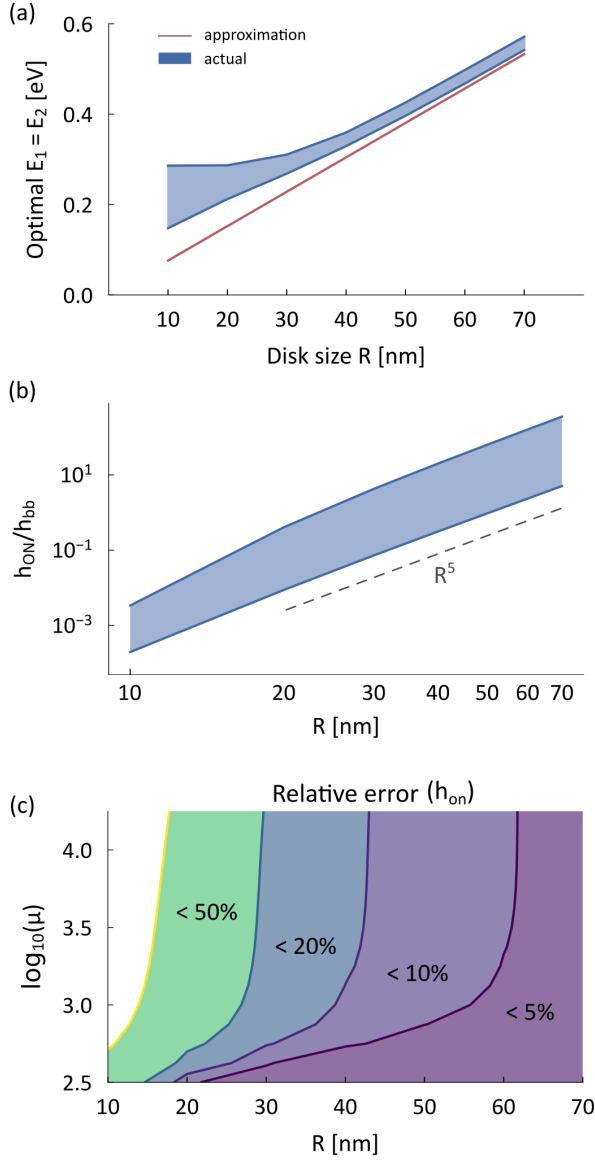 (a)
0.6
0.4
0.2
0.0
Optimal E₁ = E₂ [eV]
approximation
actual
10 20 30 40 50 60 70
Disk size R [nm]
(b)
10¹
10⁻¹
10⁻³
h_ON/h_bb
R⁵
10 20 30 40 50 60 70
R [nm]
(c)
Relative error (h_on)
4.0
3.5
3.0
2.5
log₁₀(μ)
< 50%
< 20%
< 10%
< 5%
10 20 30 40 50 60 70
R [nm]